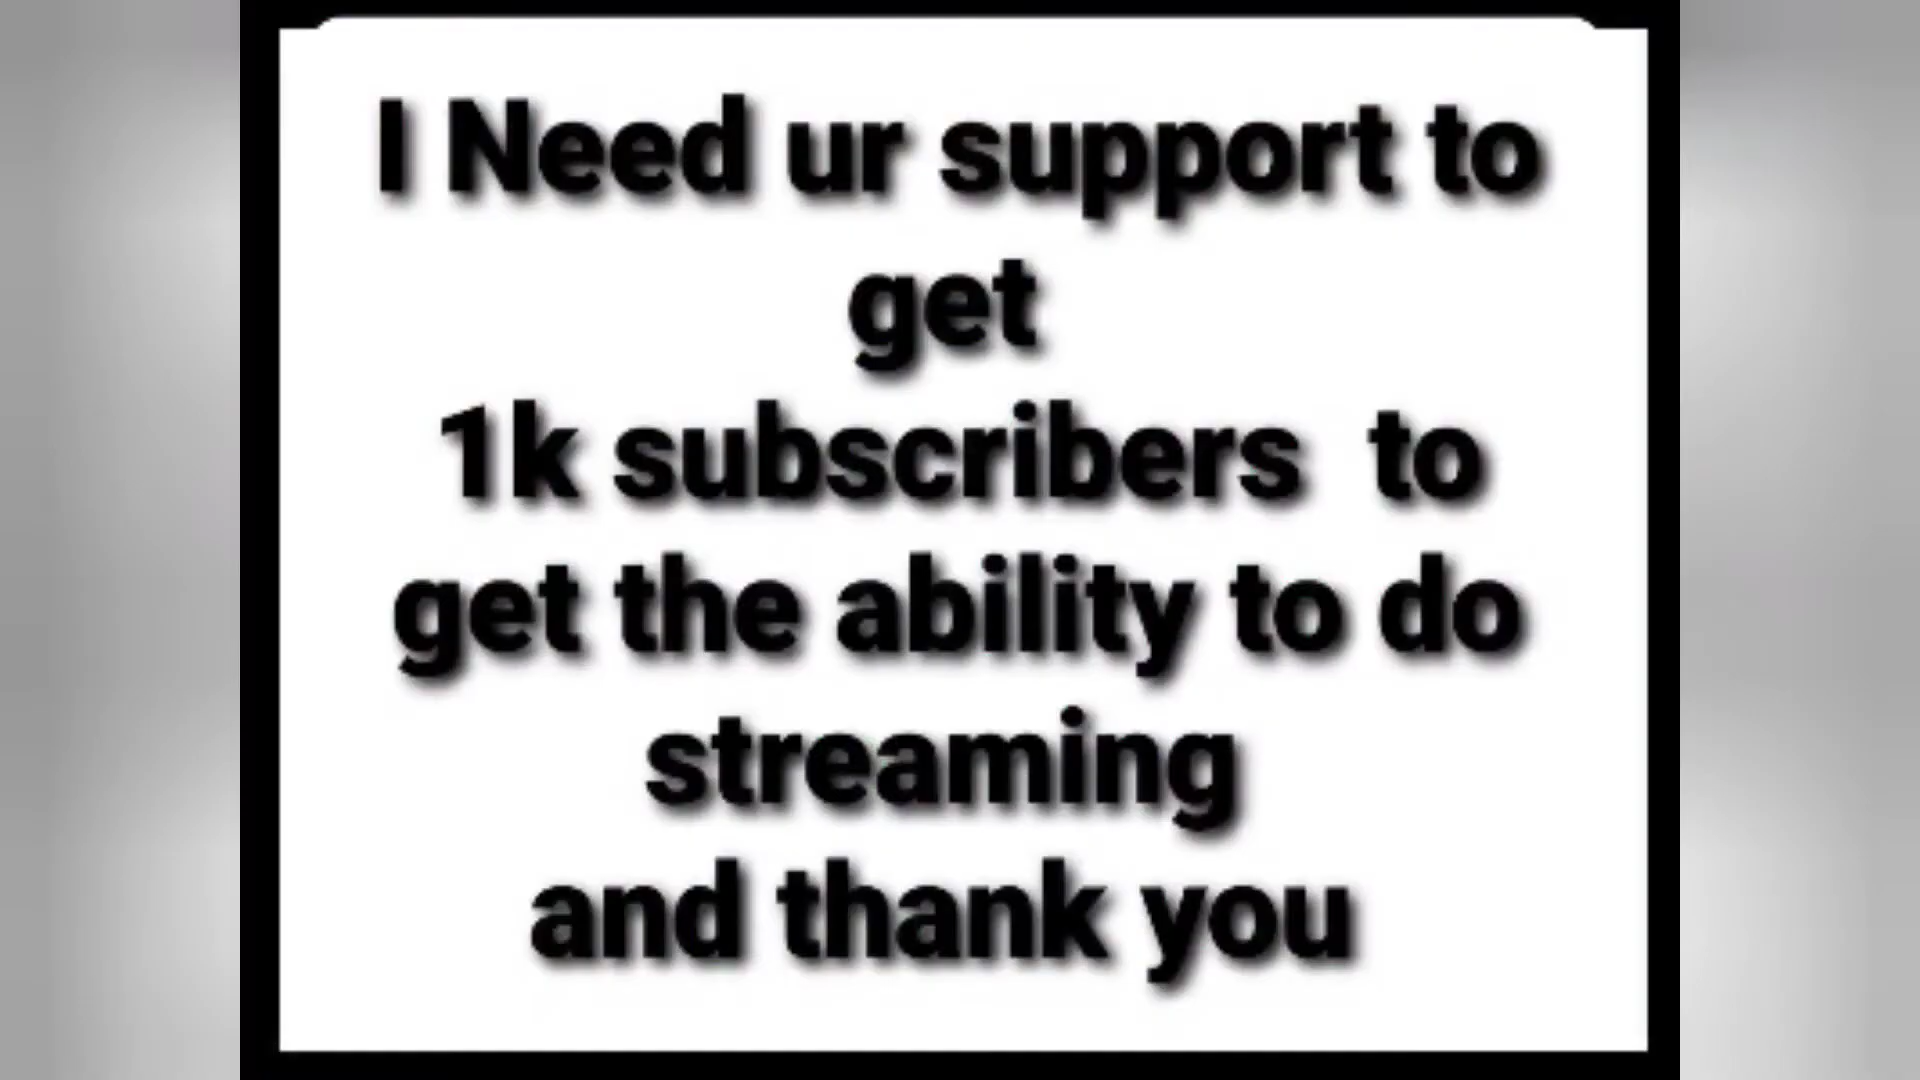 I Need ur support to
get
1k subscribers  to
get the ability to do
streaming
and thank you